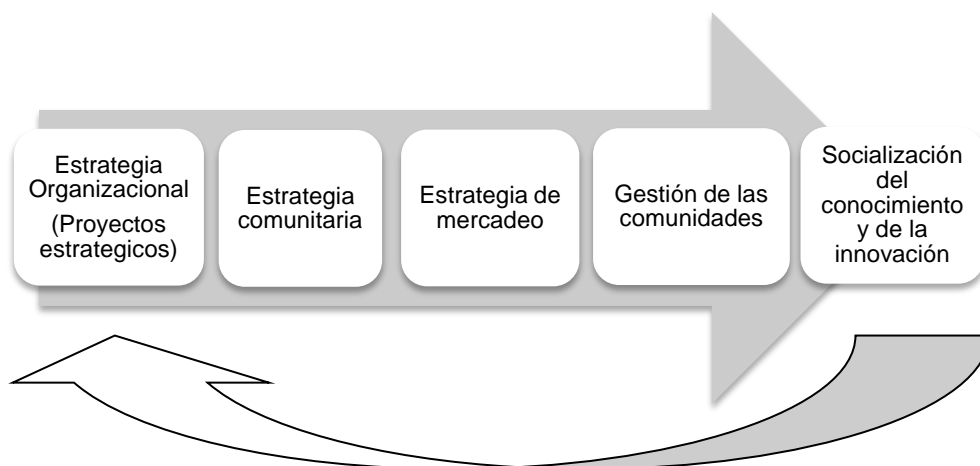 Estrategia
Organizacional
(Proyectos
estrategicos)
Estrategia
comunitaria
Estrategia de
mercadeo
Gestión de las
comunidades
Socialización
del
conocimiento
y de la
innovación